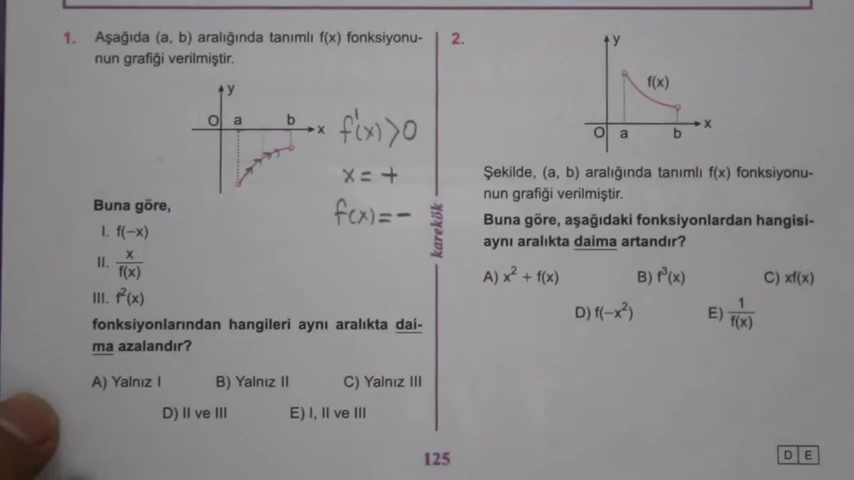 1. Aşağıda (a, b) aralığında tanımlı f(x) fonksiyonu-
nun grafiği verilmiştir.
y
O a b x
f'(x) > 0
x = +
f(x) = -
Buna göre,
I. f(-x)
II. x / f(x)
III. f²(x)
fonksiyonlarından hangileri aynı aralıkta dai-
ma azalandır?
A) Yalnız I B) Yalnız II C) Yalnız III
D) II ve III E) I, II ve III
karekök
2.
y
f(x)
O a b x
Şekilde, (a, b) aralığında tanımlı f(x) fonksiyonu-
nun grafiği verilmiştir.
Buna göre, aşağıdaki fonksiyonlardan hangisi-
aynı aralıkta daima artandır?
A) x² + f(x) B) f³(x) C) xf(x)
D) f(-x²) E) 1 / f(x)
125
D E